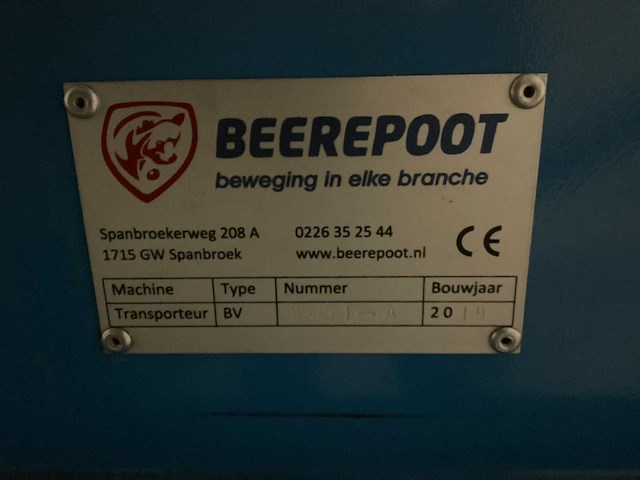 BEEREPOOT
beweging in elke branche
Spanbroekerweg 208 A 0226 35 25 44
1715 GW Spanbroek www.beerepoot.nl
CE
Machine Type Nummer Bouwjaar
Transporteur BV 2019